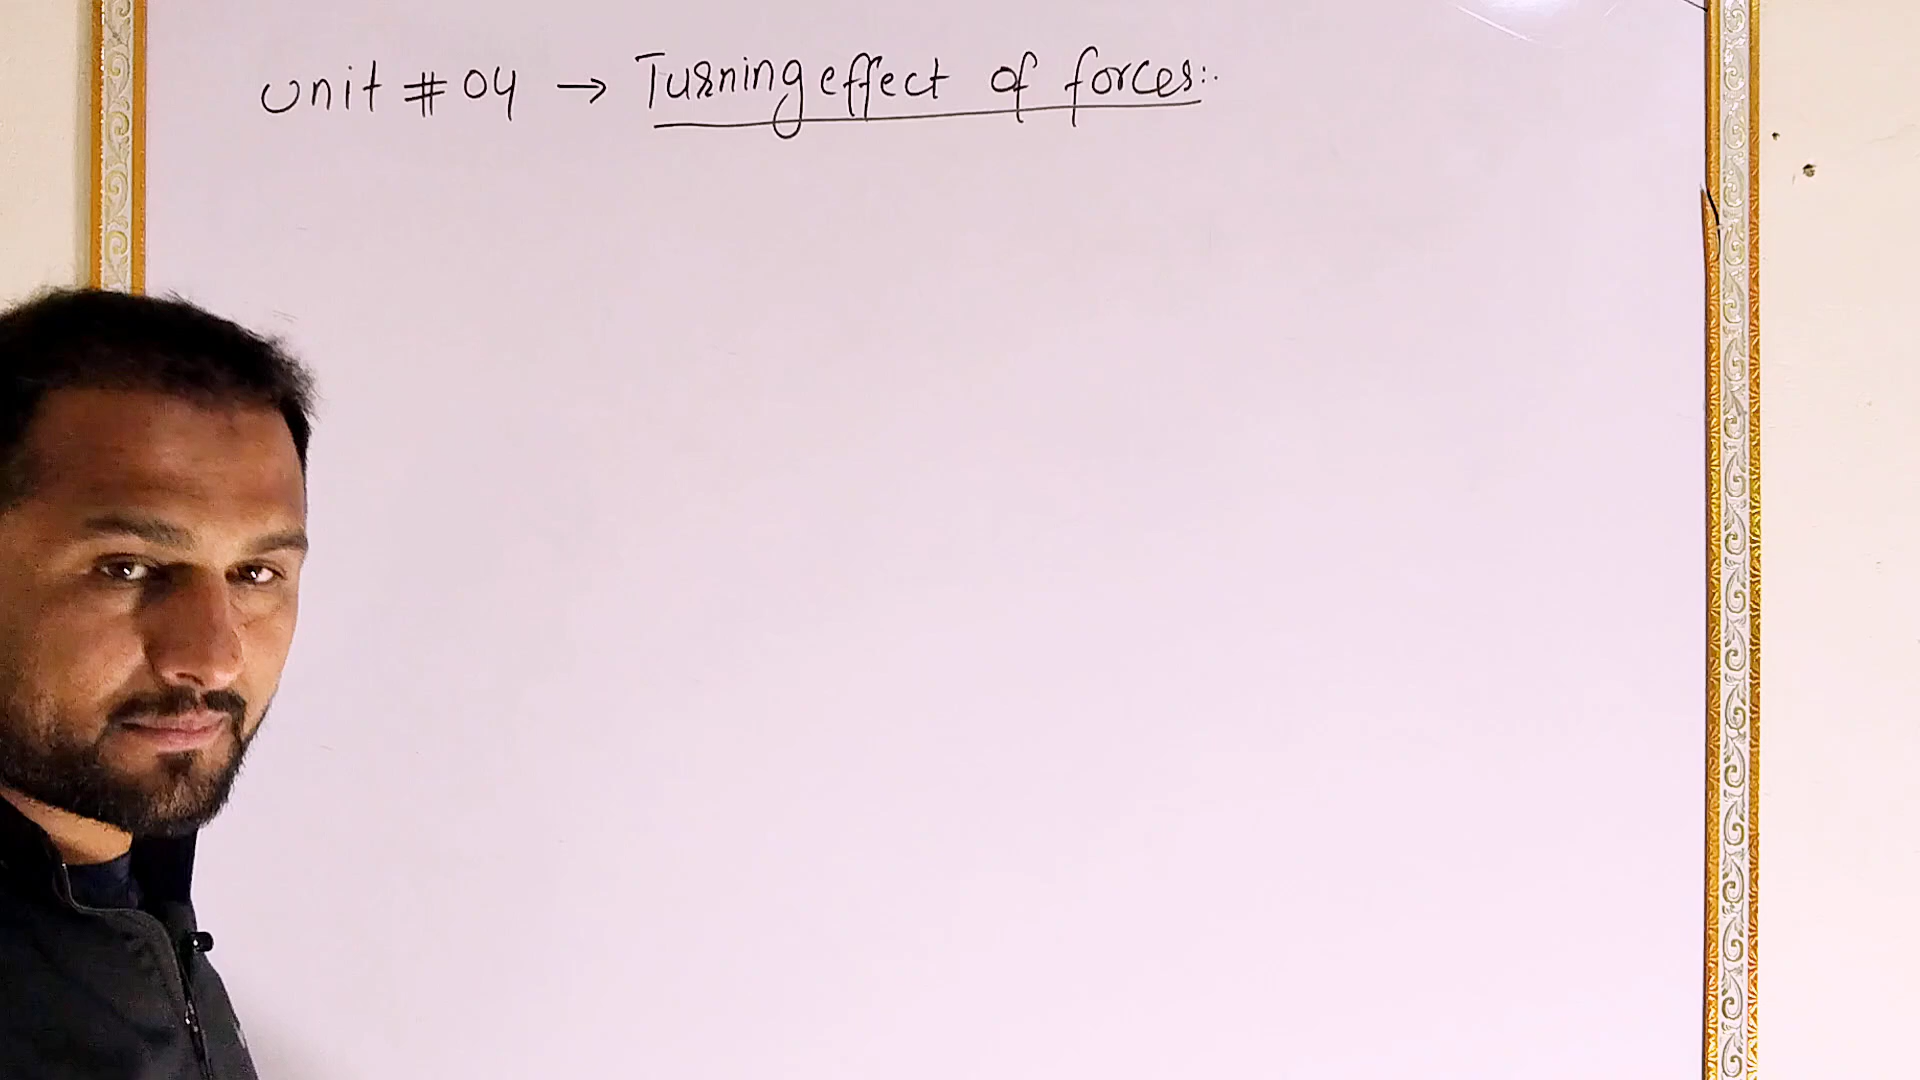 Unit # 04 → Turning effect of forces:.